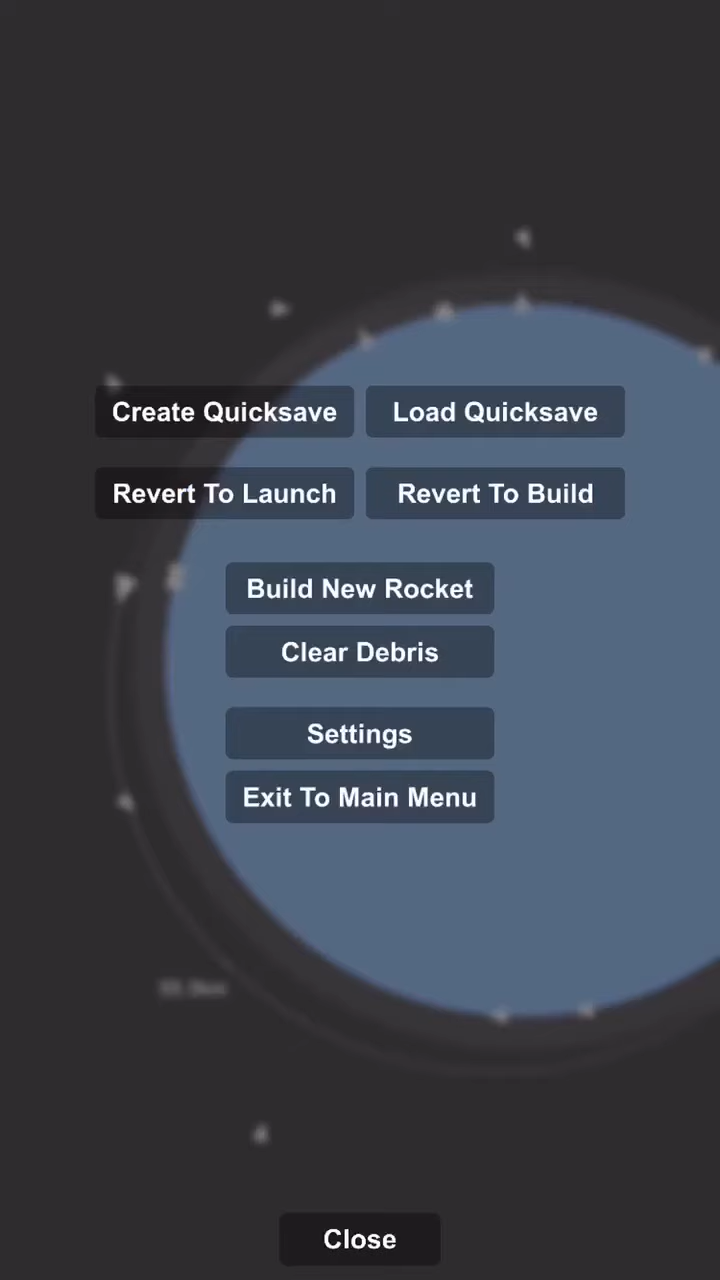 Create Quicksave Load Quicksave
Revert To Launch Revert To Build
Build New Rocket
Clear Debris
Settings
Exit To Main Menu
Close